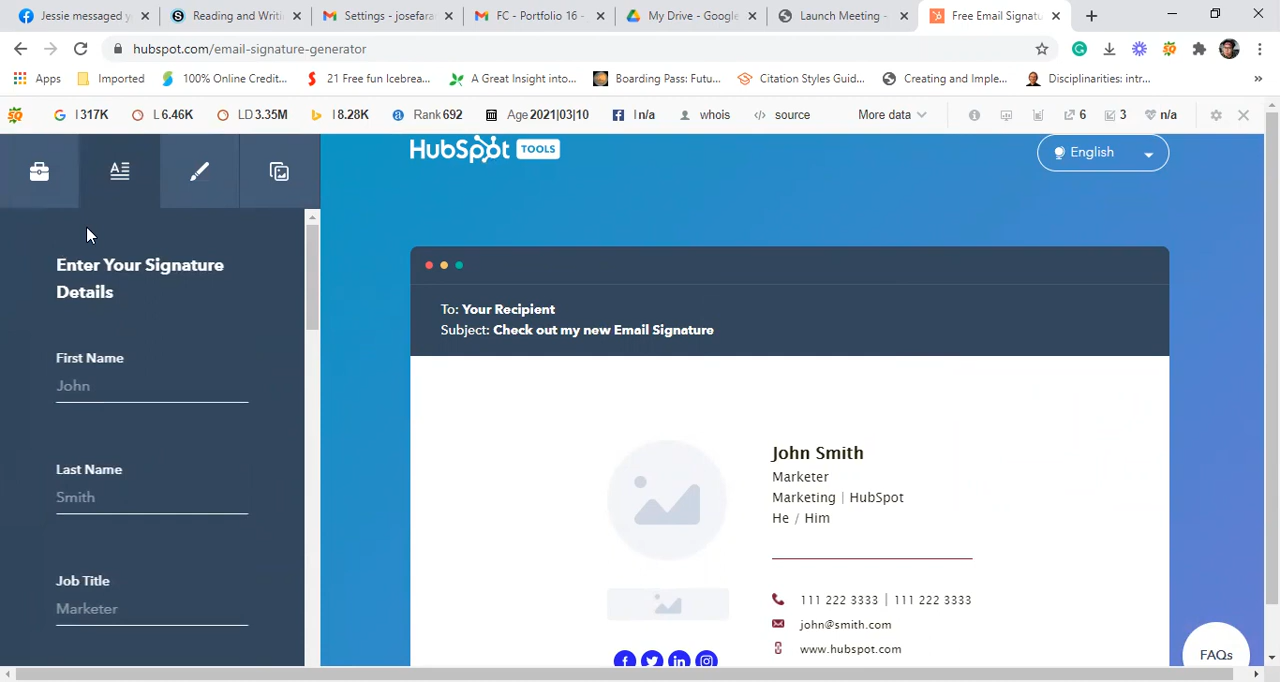 Jessie messaged y
Reading and Writi
Settings - josefara
FC - Portfolio 16 -
My Drive - Google
Launch Meeting -
Free Email Signatu
hubspot.com/email-signature-generator
Apps
Imported
100% Online Credit...
21 Free fun Icebrea...
A Great Insight into...
Boarding Pass: Futu...
Citation Styles Guid...
Creating and Imple...
Disciplinarities: intr...
I 317K
L 6.46K
LD 3.35M
I 8.28K
Rank 692
Age 2021|03|10
I n/a
whois
source
More data
6
3
n/a
HubSpot TOOLS
English
Enter Your Signature
Details
First Name
John
Last Name
Smith
Job Title
Marketer
To: Your Recipient
Subject: Check out my new Email Signature
John Smith
Marketer
Marketing | HubSpot
He / Him
111 222 3333 | 111 222 3333
john@smith.com
www.hubspot.com
FAQs